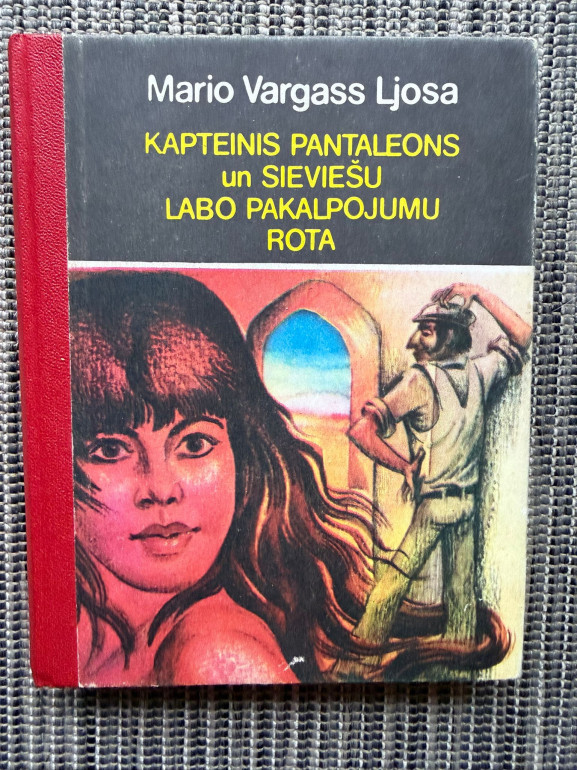 Mario Vargass Ljosa
KAPTEINIS PANTALEONS
un SIEVIEŠU
LABO PAKALPOJUMU
ROTA